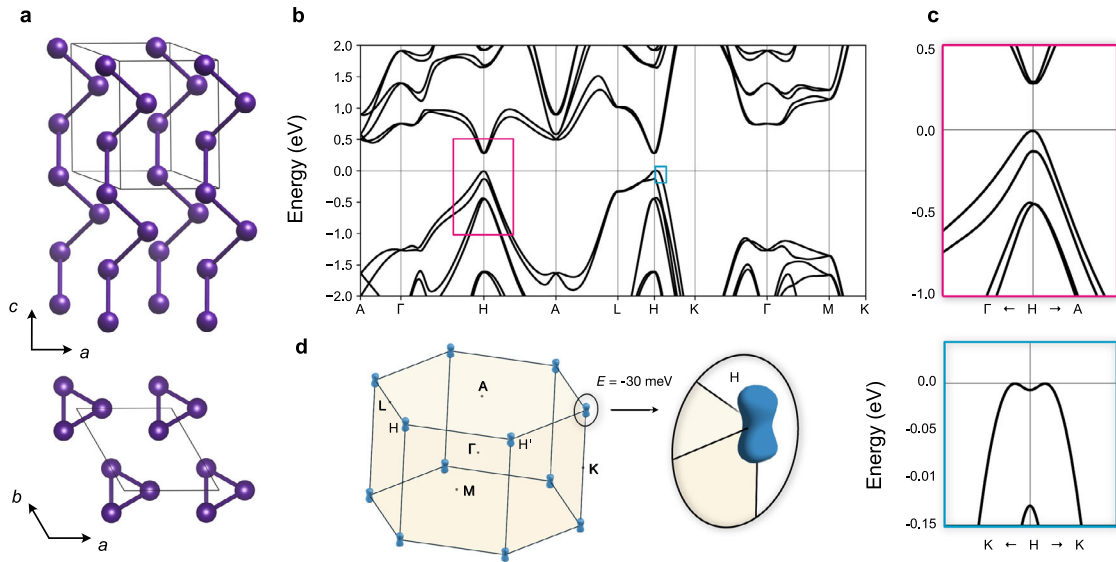 a
c
a
b
a
b
Energy (eV)
2.0
1.5
1.0
0.5
0.0
−0.5
−1.0
−1.5
−2.0
A Γ H A L H K Γ M K
c
0.5
0.0
-0.5
-1.0
Γ ← H → A
Energy (eV)
0.0
-0.05
-0.01
-0.15
K ← H → K
d
A
L
H
Γ
H'
K
M
E = -30 meV
H